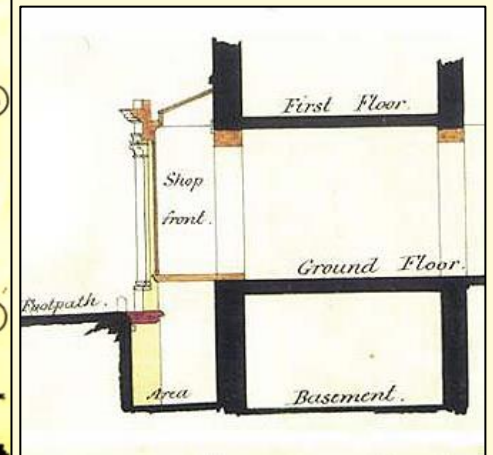 First Floor.
Shop
front.
Ground Floor.
Footpath.
Area
Basement.